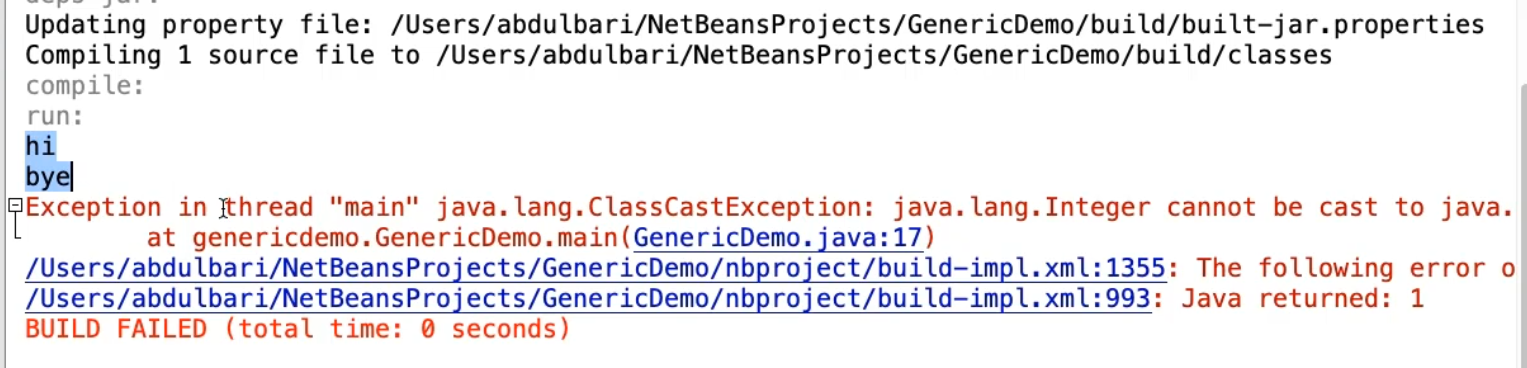 Updating property file: /Users/abdulbari/NetBeansProjects/GenericDemo/build/built-jar.properties
Compiling 1 source file to /Users/abdulbari/NetBeansProjects/GenericDemo/build/classes
compile:
run:
hi
bye
Exception in thread "main" java.lang.ClassCastException: java.lang.Integer cannot be cast to java.
at genericdemo.GenericDemo.main(GenericDemo.java:17)
/Users/abdulbari/NetBeansProjects/GenericDemo/nbproject/build-impl.xml:1355: The following error o
/Users/abdulbari/NetBeansProjects/GenericDemo/nbproject/build-impl.xml:993: Java returned: 1
BUILD FAILED (total time: 0 seconds)